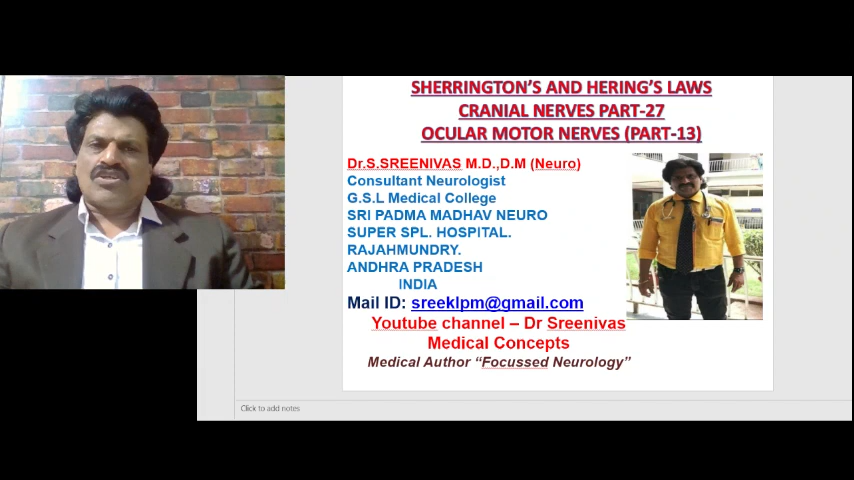 SHERRINGTON'S AND HERING'S LAWS
CRANIAL NERVES PART-27
OCULAR MOTOR NERVES (PART-13)
Dr.S.SREENIVAS M.D.,D.M (Neuro)
Consultant Neurologist
G.S.L Medical College
SRI PADMA MADHAV NEURO
SUPER SPL. HOSPITAL.
RAJAHMUNDRY.
ANDHRA PRADESH
INDIA
Mail ID: sreeklpm@gmail.com
Youtube channel – Dr Sreenivas
Medical Concepts
Medical Author “Focussed Neurology”
Click to add notes